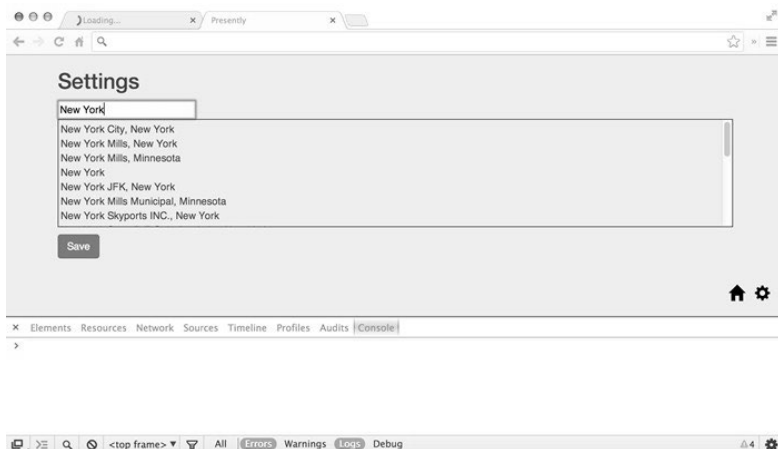 Loading...
Presently
Settings
New York
New York City, New York
New York Mills, New York
New York Mills, Minnesota
New York
New York JFK, New York
New York Mills Municipal, Minnesota
New York Skyports INC., New York
Save
× Elements Resources Network Sources Timeline Profiles Audits Console
>
<top frame> ▼ All Errors Warnings Logs Debug 4